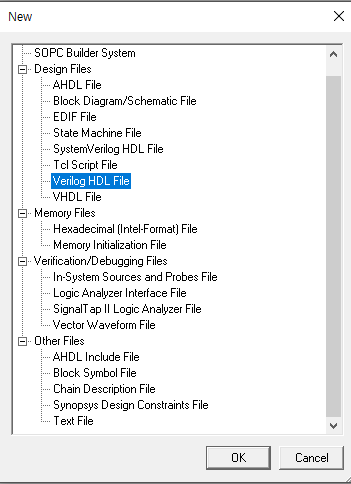 New
SOPC Builder System
Design Files
AHDL File
Block Diagram/Schematic File
EDIF File
State Machine File
SystemVerilog HDL File
Tcl Script File
Verilog HDL File
VHDL File
Memory Files
Hexadecimal (Intel-Format) File
Memory Initialization File
Verification/Debugging Files
In-System Sources and Probes File
Logic Analyzer Interface File
SignalTap II Logic Analyzer File
Vector Waveform File
Other Files
AHDL Include File
Block Symbol File
Chain Description File
Synopsys Design Constraints File
Text File
OK Cancel